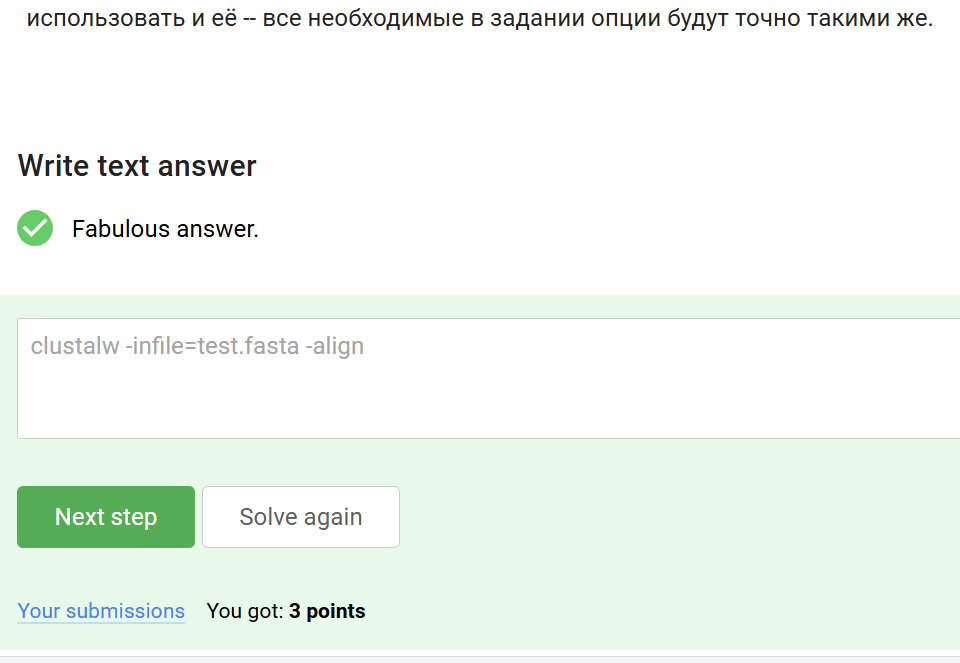 использовать и её -- все необходимые в задании опции будут точно такими же.
Write text answer
Fabulous answer.
clustalw -infile=test.fasta -align
Next step
Solve again
Your submissions You got: 3 points